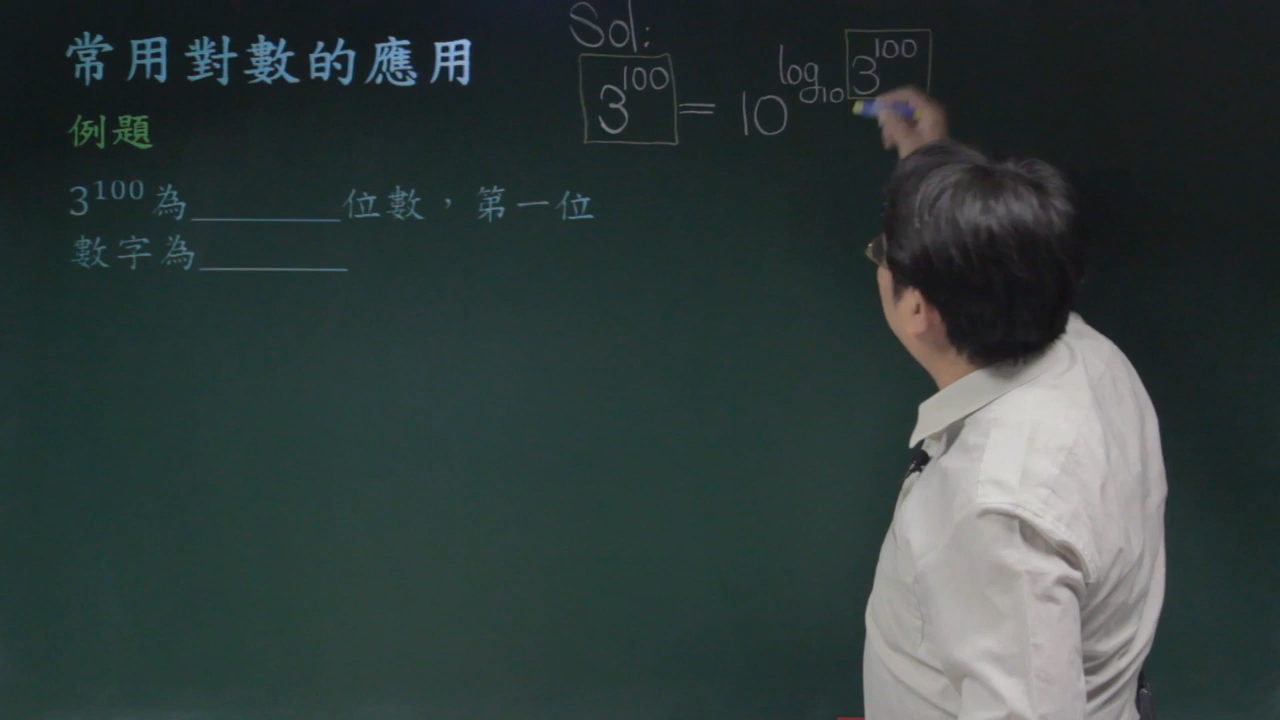 常用對數的應用
例題
3¹⁰⁰為________位數，第一位
數字為________
Sol:
3¹⁰⁰ = 10^(log₁₀ 3¹⁰⁰)